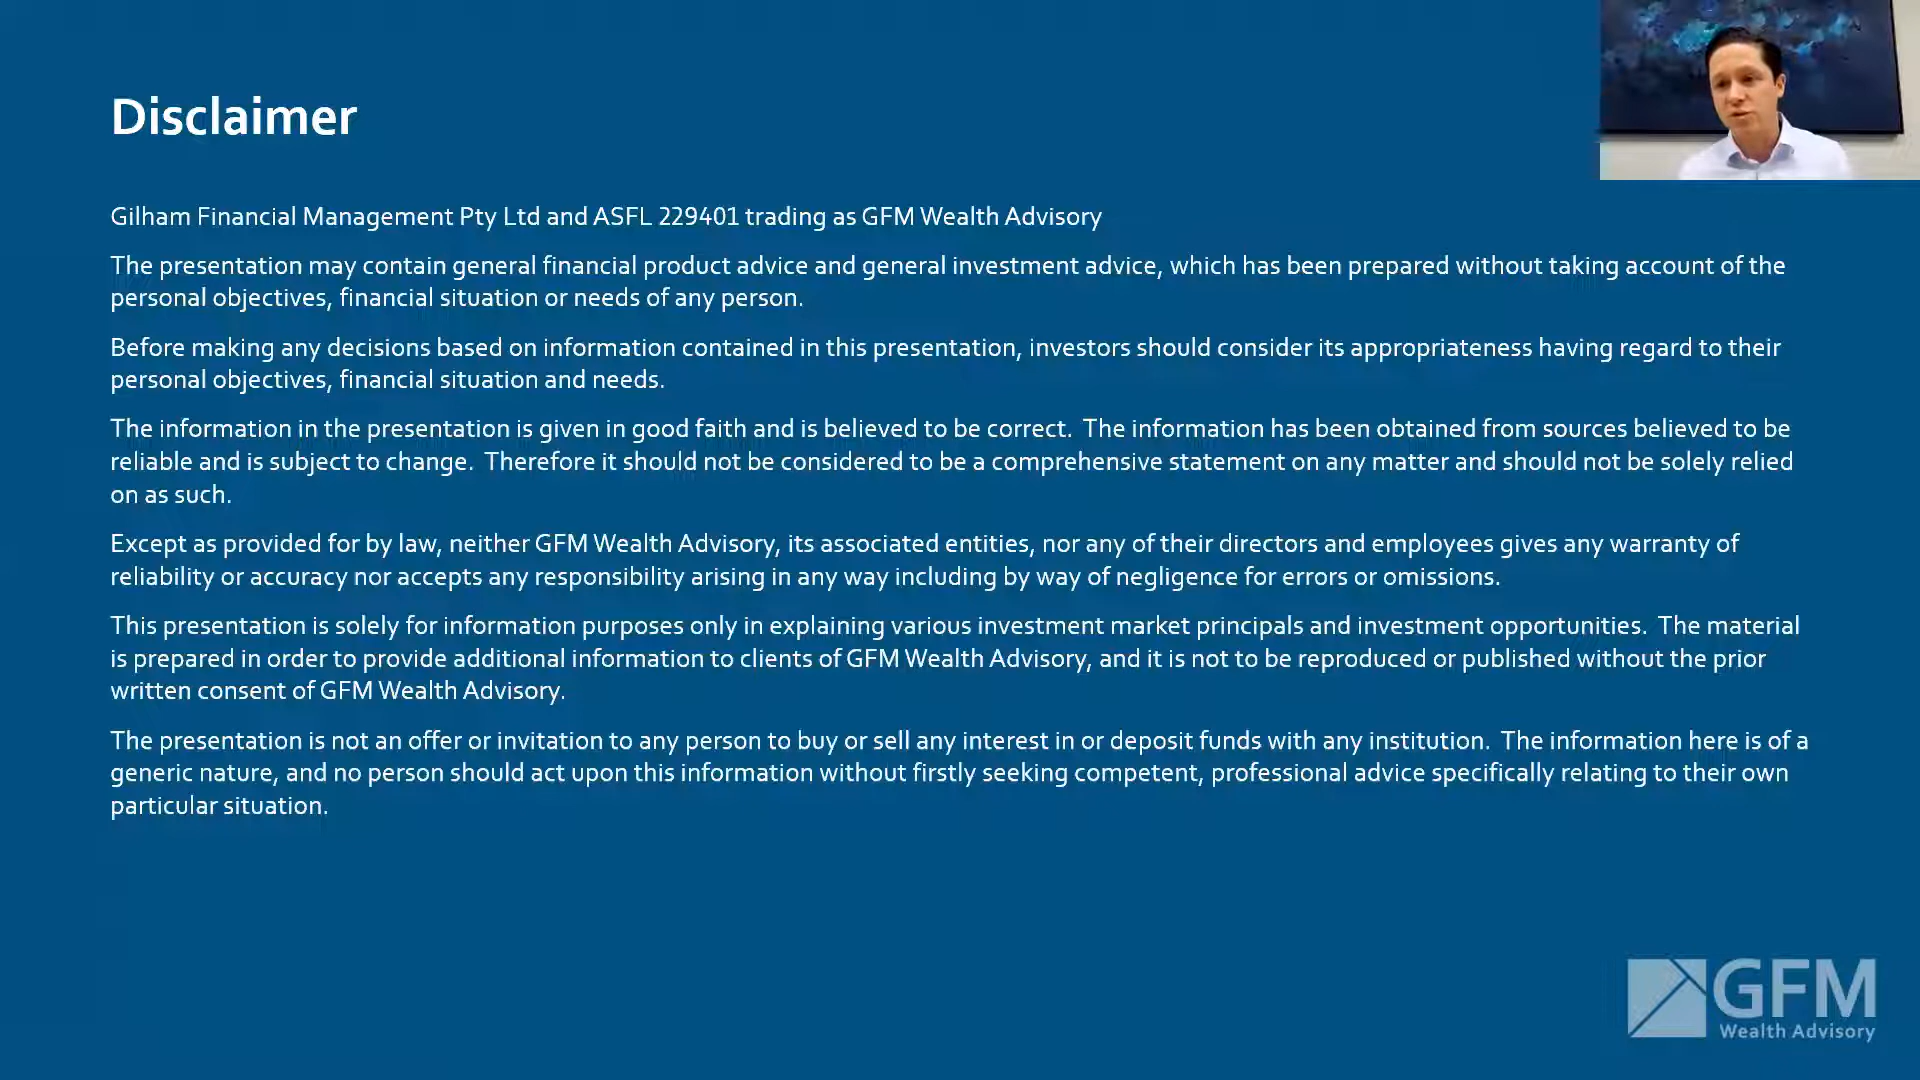 Disclaimer
Gilham Financial Management Pty Ltd and ASFL 229401 trading as GFM Wealth Advisory
The presentation may contain general financial product advice and general investment advice, which has been prepared without taking account of the
personal objectives, financial situation or needs of any person.
Before making any decisions based on information contained in this presentation, investors should consider its appropriateness having regard to their
personal objectives, financial situation and needs.
The information in the presentation is given in good faith and is believed to be correct.  The information has been obtained from sources believed to be
reliable and is subject to change.  Therefore it should not be considered to be a comprehensive statement on any matter and should not be solely relied
on as such.
Except as provided for by law, neither GFM Wealth Advisory, its associated entities, nor any of their directors and employees gives any warranty of
reliability or accuracy nor accepts any responsibility arising in any way including by way of negligence for errors or omissions.
This presentation is solely for information purposes only in explaining various investment market principals and investment opportunities.  The material
is prepared in order to provide additional information to clients of GFM Wealth Advisory, and it is not to be reproduced or published without the prior
written consent of GFM Wealth Advisory.
The presentation is not an offer or invitation to any person to buy or sell any interest in or deposit funds with any institution.  The information here is of a
generic nature, and no person should act upon this information without firstly seeking competent, professional advice specifically relating to their own
particular situation.
GFM
Wealth Advisory